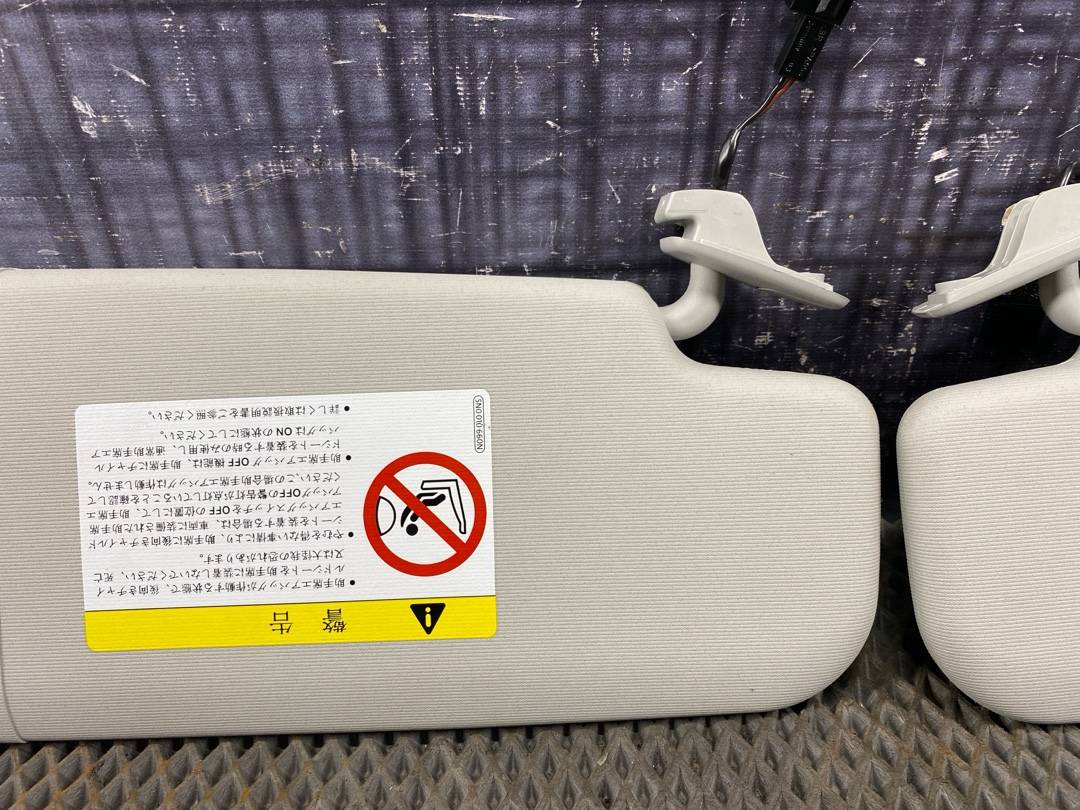 警 告
● 助手席エアバッグが作動する状態で、後向きチャイ
ルドシートを助手席に装着しないでください。死亡
又は大怪我の恐れがあります。
● やむを得ない事情により、助手席に後向きチャイルド
シートを装着する場合は、車両に装備された助手席
エアバッグスイッチをOFFの位置にして、助手席エ
アバッグOFFの警告灯が点灯していることを確認して
ください。この場合助手席エアバッグは作動しません。
● 助手席エアバッグOFF機能は、助手席にチャイル
ドシートを装着する時のみ使用し、通常助手席エア
バッグはONの状態にしてください。
● 詳しくは取扱説明書をご参照ください。
5N0 010 669N